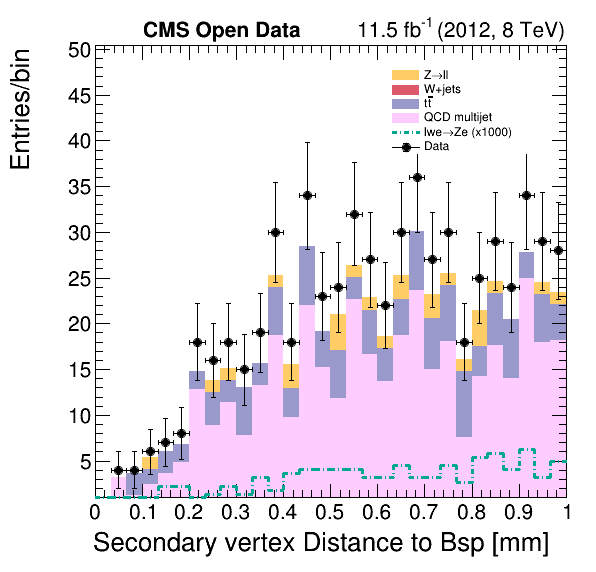 CMS Open Data 11.5 fb⁻¹ (2012, 8 TeV)
Entries/bin
50
45
40
35
30
25
20
15
10
5
Z→ll
W+jets
tt̄
QCD multijet
lwe→Ze (x1000)
Data
0 0.1 0.2 0.3 0.4 0.5 0.6 0.7 0.8 0.9 1
Secondary vertex Distance to Bsp [mm]